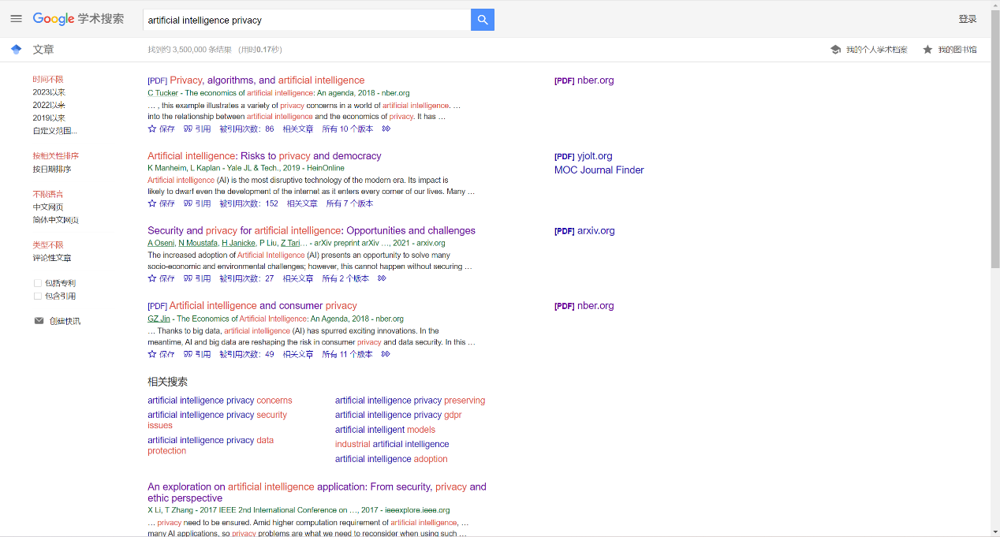 Google 学术搜索
artificial intelligence privacy
登录
文章
找到约 3,500,000 条结果 （用时0.17秒）
我的个人学术档案
我的图书馆
时间不限
2023以来
2022以来
2019以来
自定义范围...
按相关性排序
按日期排序
不限语言
中文网页
简体中文网页
类型不限
评论性文章
包括专利
包含引用
创建快讯
[PDF] Privacy, algorithms, and artificial intelligence
C Tucker - The economics of artificial intelligence: An agenda, 2018 - nber.org
… , this example illustrates a variety of privacy concerns in a world of artificial intelligence. …
into the relationship between artificial intelligence and the economics of privacy. It has …
保存 引用 被引用次数：86 相关文章 所有 10 个版本
[PDF] nber.org
Artificial intelligence: Risks to privacy and democracy
K Manheim, L Kaplan - Yale JL & Tech., 2019 - HeinOnline
Artificial intelligence (AI) is the most disruptive technology of the modern era. Its impact is
likely to dwarf even the development of the internet as it enters every corner of our lives. Many …
保存 引用 被引用次数：152 相关文章 所有 7 个版本
[PDF] yjolt.org
MOC Journal Finder
Security and privacy for artificial intelligence: Opportunities and challenges
A Oseni, N Moustafa, H Janicke, P Liu, Z Tari… - arXiv preprint arXiv …, 2021 - arxiv.org
The increased adoption of Artificial Intelligence (AI) presents an opportunity to solve many
socio-economic and environmental challenges; however, this cannot happen without securing …
保存 引用 被引用次数：27 相关文章 所有 2 个版本
[PDF] arxiv.org
[PDF] Artificial intelligence and consumer privacy
GZ Jin - The Economics of Artificial Intelligence: An Agenda, 2018 - nber.org
… Thanks to big data, artificial intelligence (AI) has spurred exciting innovations. In the
meantime, AI and big data are reshaping the risk in consumer privacy and data security. In this …
保存 引用 被引用次数：49 相关文章 所有 11 个版本
[PDF] nber.org
相关搜索
artificial intelligence privacy concerns
artificial intelligence privacy security
issues
artificial intelligence privacy data
protection
artificial intelligence privacy preserving
artificial intelligence privacy gdpr
artificial intelligent models
industrial artificial intelligence
artificial intelligence adoption
An exploration on artificial intelligence application: From security, privacy and
ethic perspective
X Li, T Zhang - 2017 IEEE 2nd International Conference on …, 2017 - ieeexplore.ieee.org
… privacy need to be ensured. Amid higher computation requirement of artificial intelligence, …
many AI applications, so privacy problems are what we need to reconsider when using such …